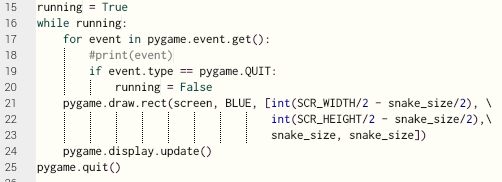 15 running = True
16 while running:
17     for event in pygame.event.get():
18         #print(event)
19         if event.type == pygame.QUIT:
20             running = False
21     pygame.draw.rect(screen, BLUE, [int(SCR_WIDTH/2 - snake_size/2), \
22                                     int(SCR_HEIGHT/2 - snake_size/2),\
23                                     snake_size, snake_size])
24     pygame.display.update()
25 pygame.quit()